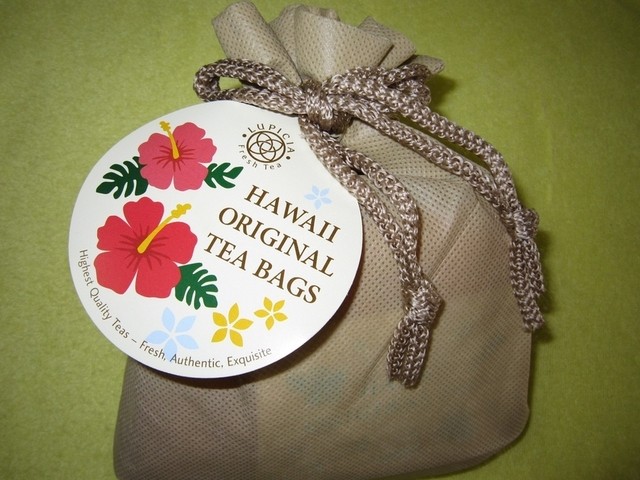 LUPICIA
Fresh Tea
HAWAII
ORIGINAL
TEA BAGS
Highest Quality Teas – Fresh, Authentic, Exquisite